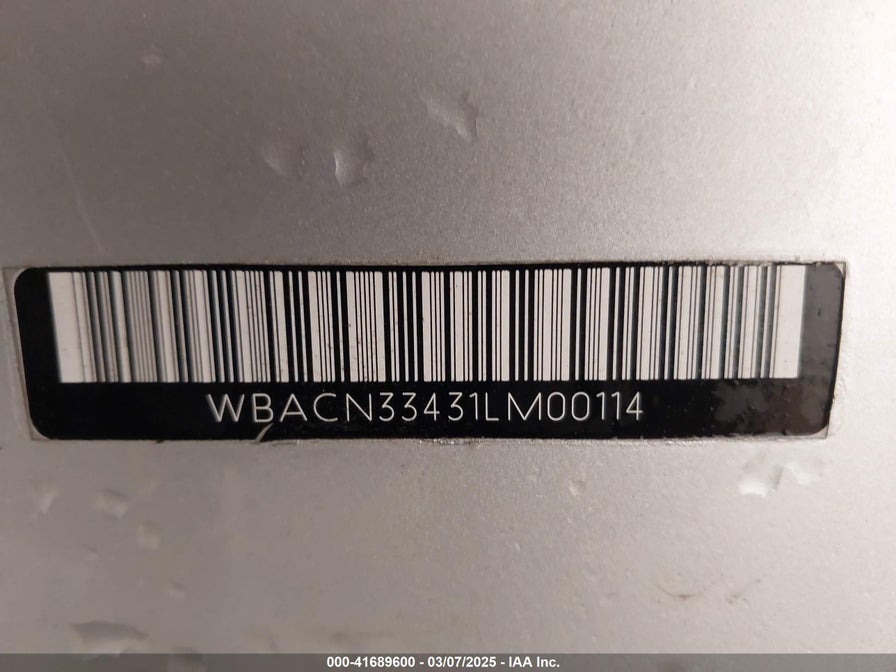 WBACN33431LM00114
000-41689600 - 03/07/2025 - IAA Inc.